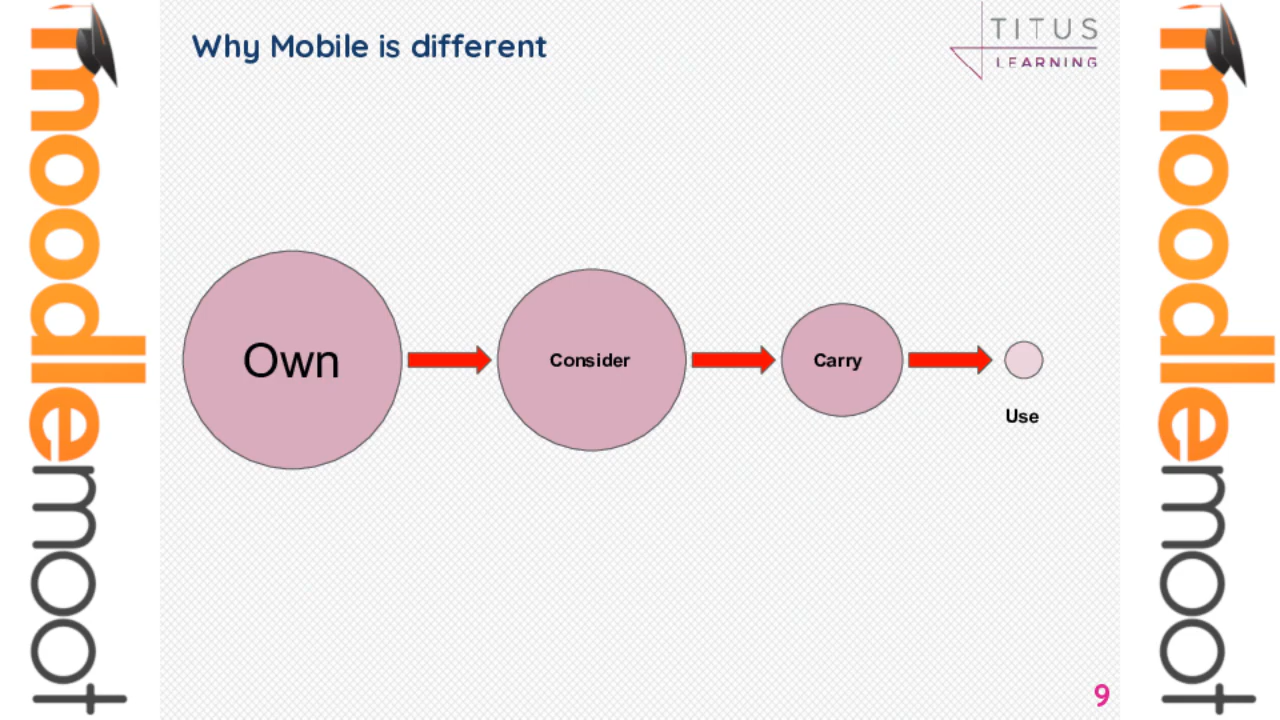 moodlemoot
Why Mobile is different
TITUS
LEARNING
Own
Consider
Carry
Use
9
moodlemoot